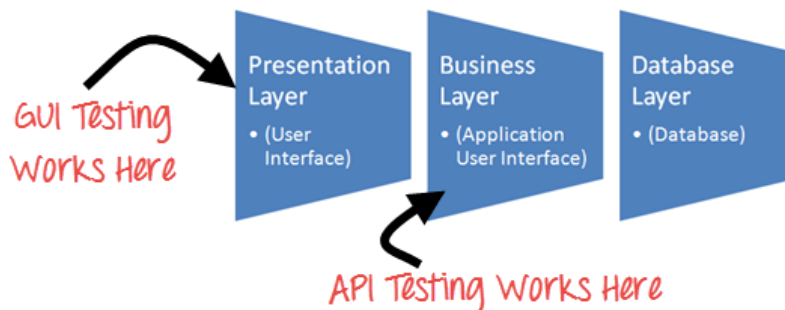 Presentation
Layer
• (User
Interface)
Business
Layer
• (Application
User Interface)
Database
Layer
• (Database)
GUI Testing
Works Here
API Testing Works Here